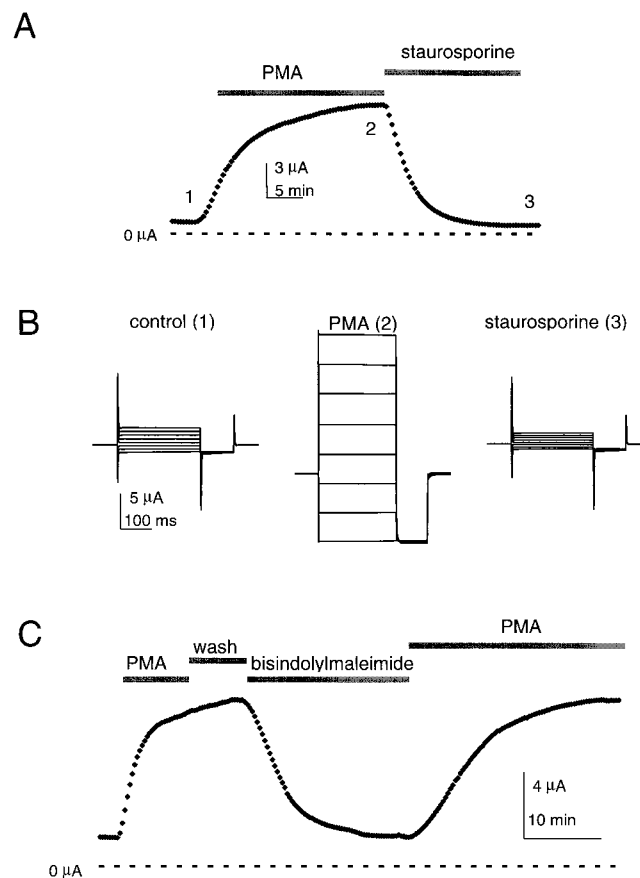 A
staurosporine
PMA
2
3 µA
5 min
1
3
0 µA
B
control (1)
PMA (2)
staurosporine (3)
5 µA
100 ms
C
PMA
wash
PMA
bisindolylmaleimide
4 µA
10 min
0 µA